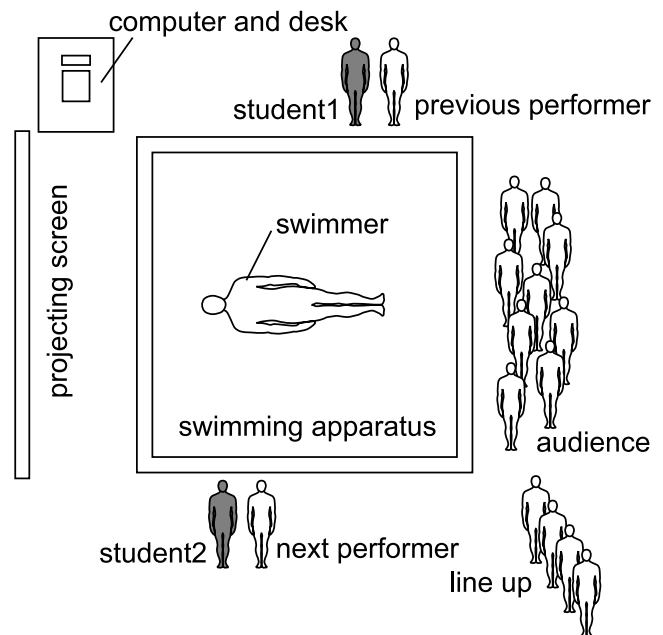 computer and desk
student1
previous performer
projecting screen
swimmer
swimming apparatus
audience
student2
next performer
line up